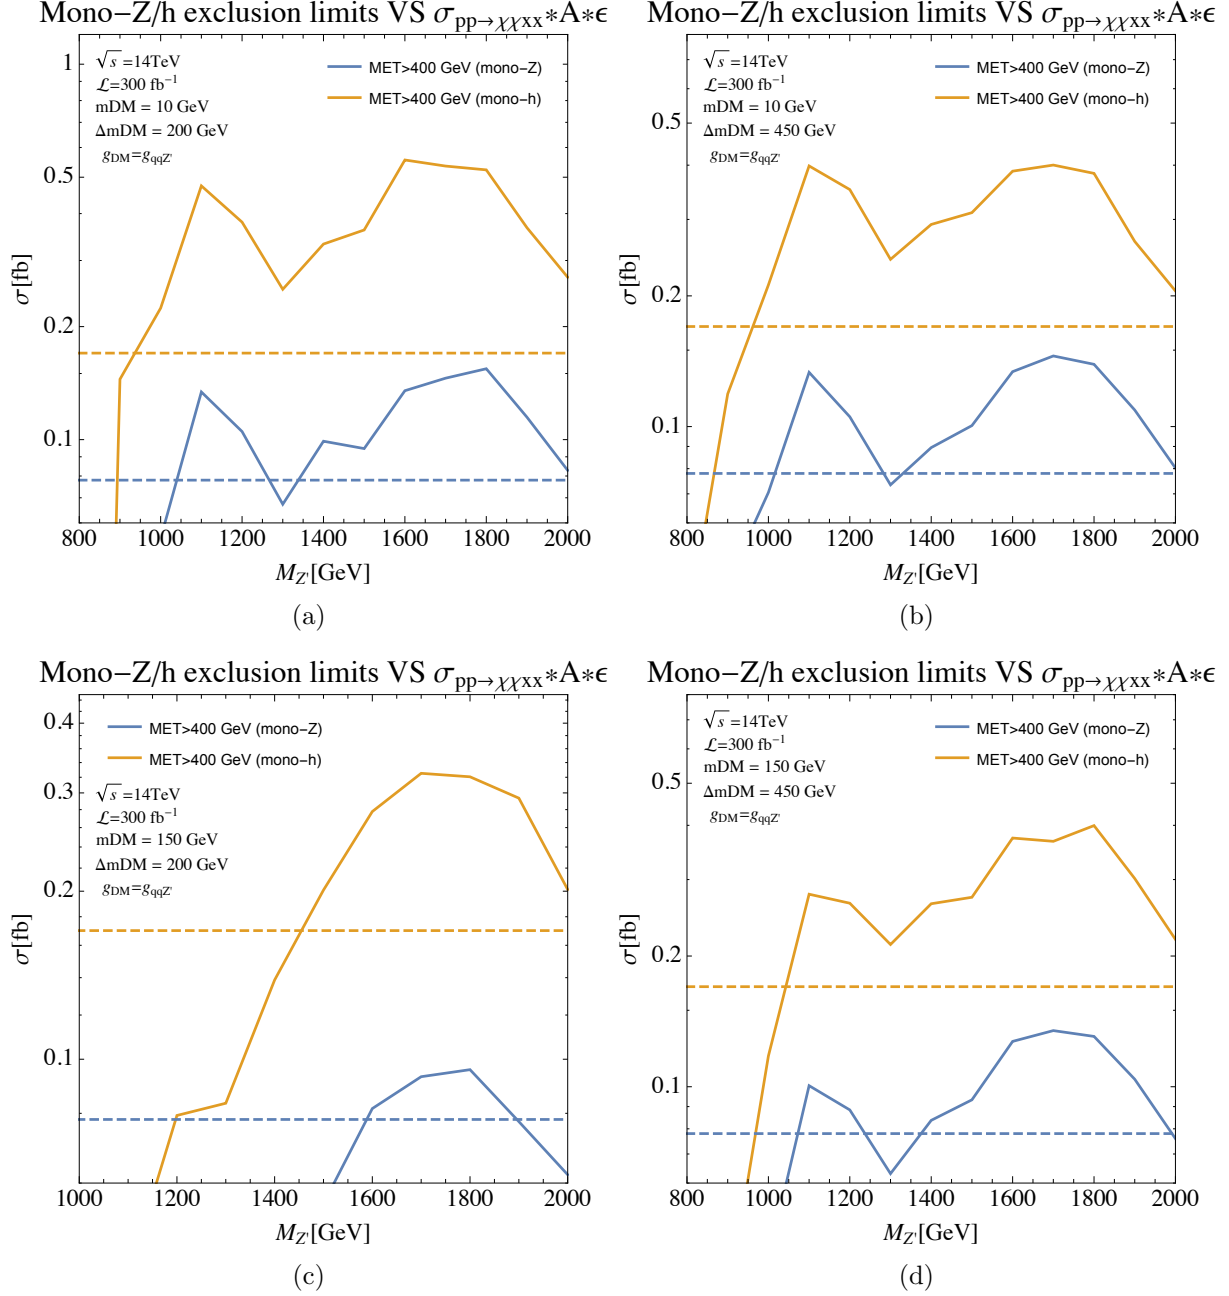 Mono−Z/h exclusion limits VS σpp→χχxx∗A∗ϵ
√s =14TeV
ℒ=300 fb−1
mDM = 10 GeV
ΔmDM = 200 GeV
gDM=gqqZ'
MET>400 GeV (mono−Z)
MET>400 GeV (mono−h)
1
0.5
0.2
0.1
σ[fb]
800 1000 1200 1400 1600 1800 2000
MZ'[GeV]
(a)
Mono−Z/h exclusion limits VS σpp→χχxx∗A∗ϵ
√s =14TeV
ℒ=300 fb−1
mDM = 10 GeV
ΔmDM = 450 GeV
gDM=gqqZ'
MET>400 GeV (mono−Z)
MET>400 GeV (mono−h)
0.5
0.2
0.1
σ[fb]
800 1000 1200 1400 1600 1800 2000
MZ'[GeV]
(b)
Mono−Z/h exclusion limits VS σpp→χχxx∗A∗ϵ
MET>400 GeV (mono−Z)
MET>400 GeV (mono−h)
√s =14TeV
ℒ=300 fb−1
mDM = 150 GeV
ΔmDM = 200 GeV
gDM=gqqZ'
0.4
0.3
0.2
0.1
σ[fb]
1000 1200 1400 1600 1800 2000
MZ'[GeV]
(c)
Mono−Z/h exclusion limits VS σpp→χχxx∗A∗ϵ
√s =14TeV
ℒ=300 fb−1
mDM = 150 GeV
ΔmDM = 450 GeV
gDM=gqqZ'
MET>400 GeV (mono−Z)
MET>400 GeV (mono−h)
0.5
0.2
0.1
σ[fb]
800 1000 1200 1400 1600 1800 2000
MZ'[GeV]
(d)